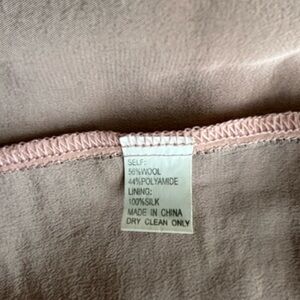 SELF:
56%WOOL
44%POLYAMIDE
LINING:
100%SILK
MADE IN CHINA
DRY CLEAN ONLY